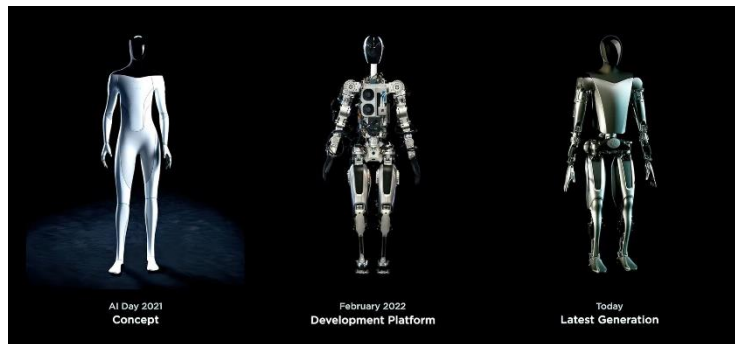 AI Day 2021
Concept
February 2022
Development Platform
Today
Latest Generation